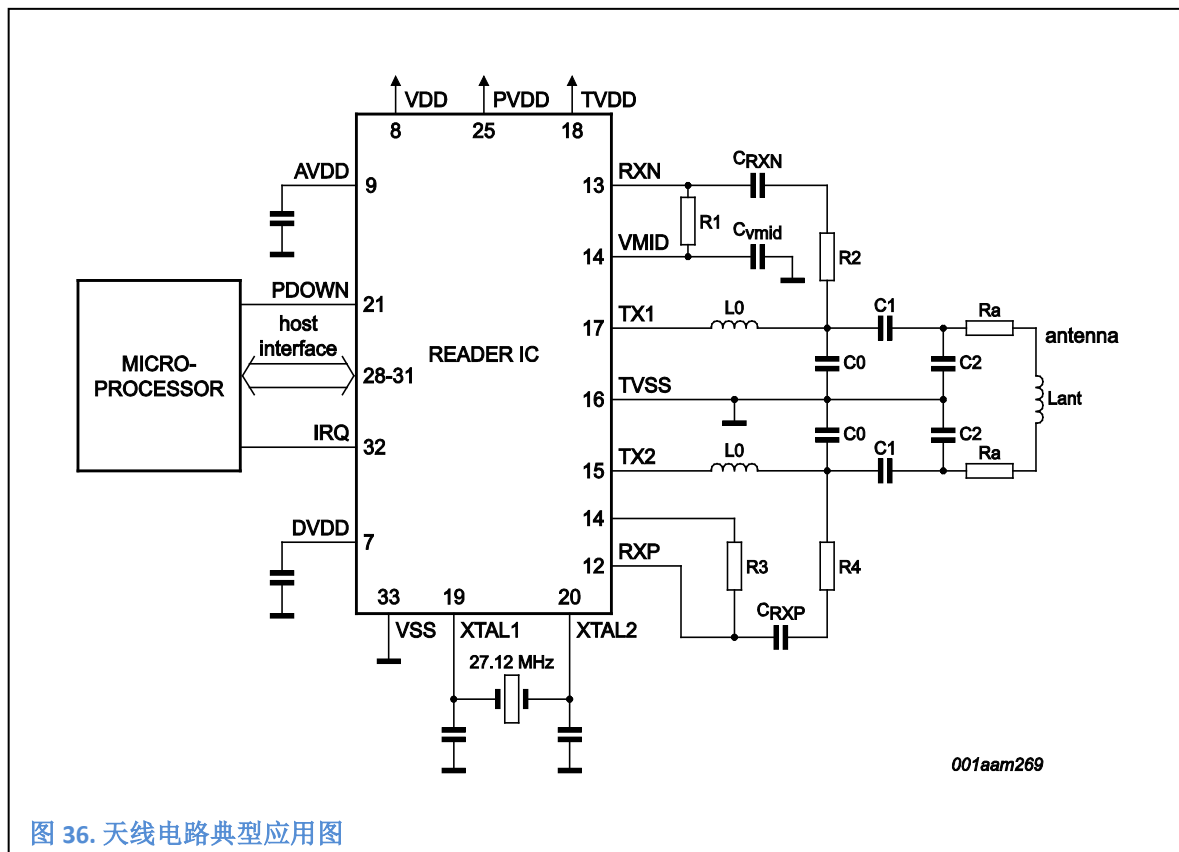 VDD
PVDD
TVDD
8
25
18
AVDD
9
13
RXN
CRXN
R1
VMID
14
Cvmid
R2
MICRO-
PROCESSOR
PDOWN
21
host
interface
28-31
IRQ
32
READER IC
17
TX1
L0
C1
Ra
antenna
C0
C2
16
TVSS
Lant
C0
C2
15
TX2
L0
C1
Ra
14
DVDD
7
12
RXP
R3
R4
CRXP
33
19
20
VSS
XTAL1
XTAL2
27.12 MHz
001aam269
图 36. 天线电路典型应用图